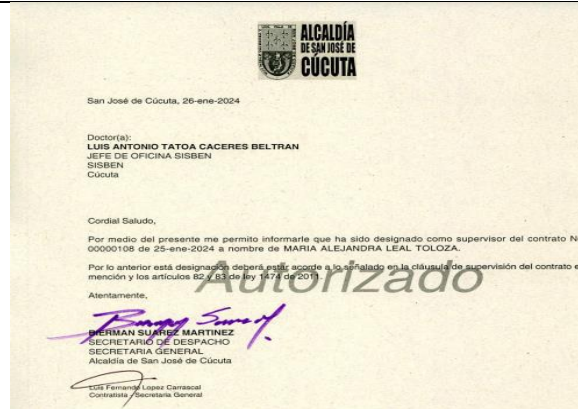 ALCALDÍA
DE SAN JOSÉ DE
CÚCUTA
San José de Cúcuta, 26-ene-2024
Doctor(a):
LUIS ANTONIO TATOA CACERES BELTRAN
JEFE DE OFICINA SISBEN
SISBEN
Cúcuta
Cordial Saludo,
Por medio del presente me permito informarle que ha sido designado como supervisor del contrato N
00000108 de 25-ene-2024 a nombre de MARIA ALEJANDRA LEAL TOLOZA.
Por lo anterior está designación deberá estar acorde a lo señalado en la cláusula de supervisión del contrato e
mención y los artículos 82 y 83 de ley 1474 de 2011.
Autorizado
Atentamente,
BIERMAN SUAREZ MARTINEZ
SECRETARIO DE DESPACHO
SECRETARIA GENERAL
Alcaldía de San José de Cúcuta
Luis Fernando Lopez Carrascal
Contratista - Secretaria General